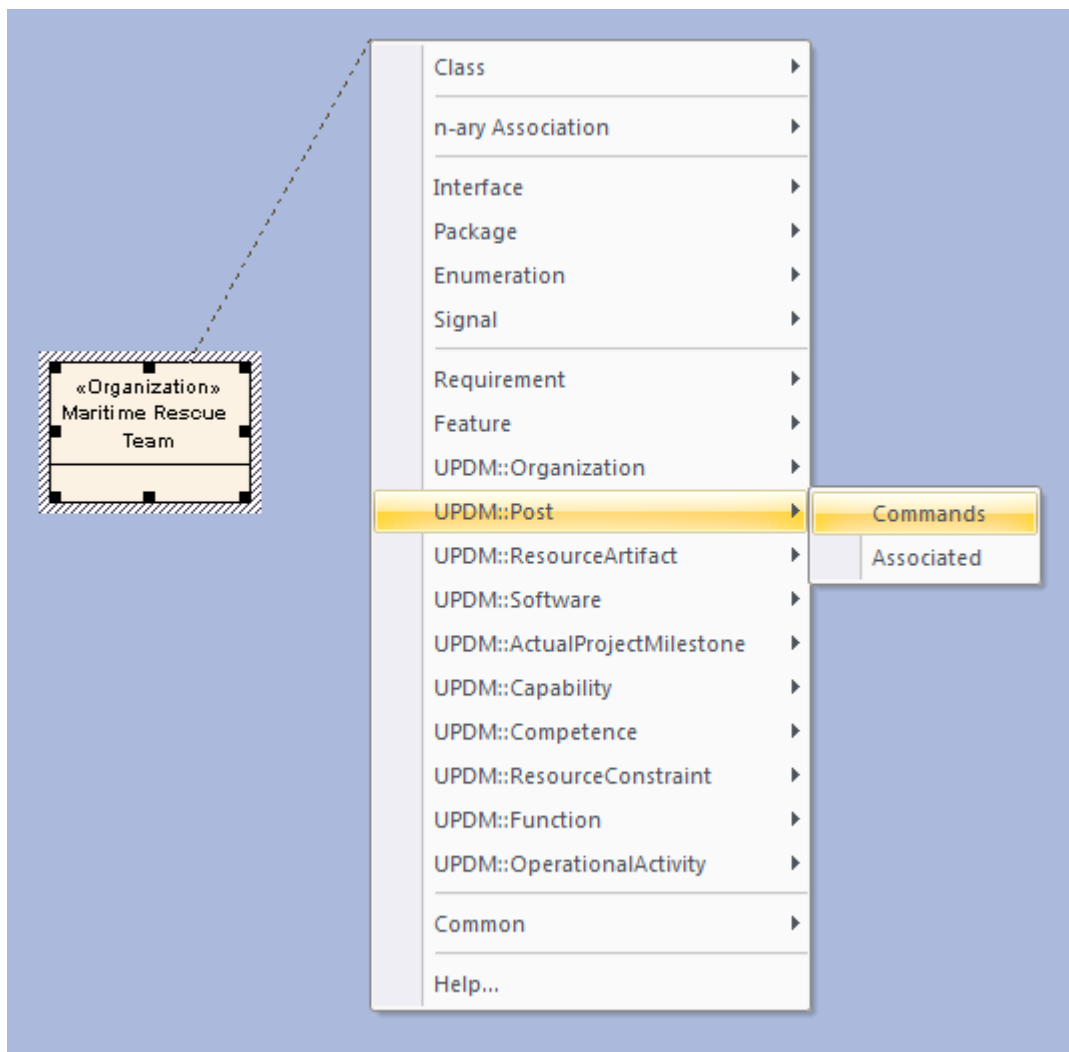 Class
n-ary Association
Interface
Package
Enumeration
Signal
Requirement
Feature
UPDM::Organization
UPDM::Post
UPDM::ResourceArtifact
UPDM::Software
UPDM::ActualProjectMilestone
UPDM::Capability
UPDM::Competence
UPDM::ResourceConstraint
UPDM::Function
UPDM::OperationalActivity
Common
Help...
Commands
Associated
«Organization»
Maritime Rescue
Team